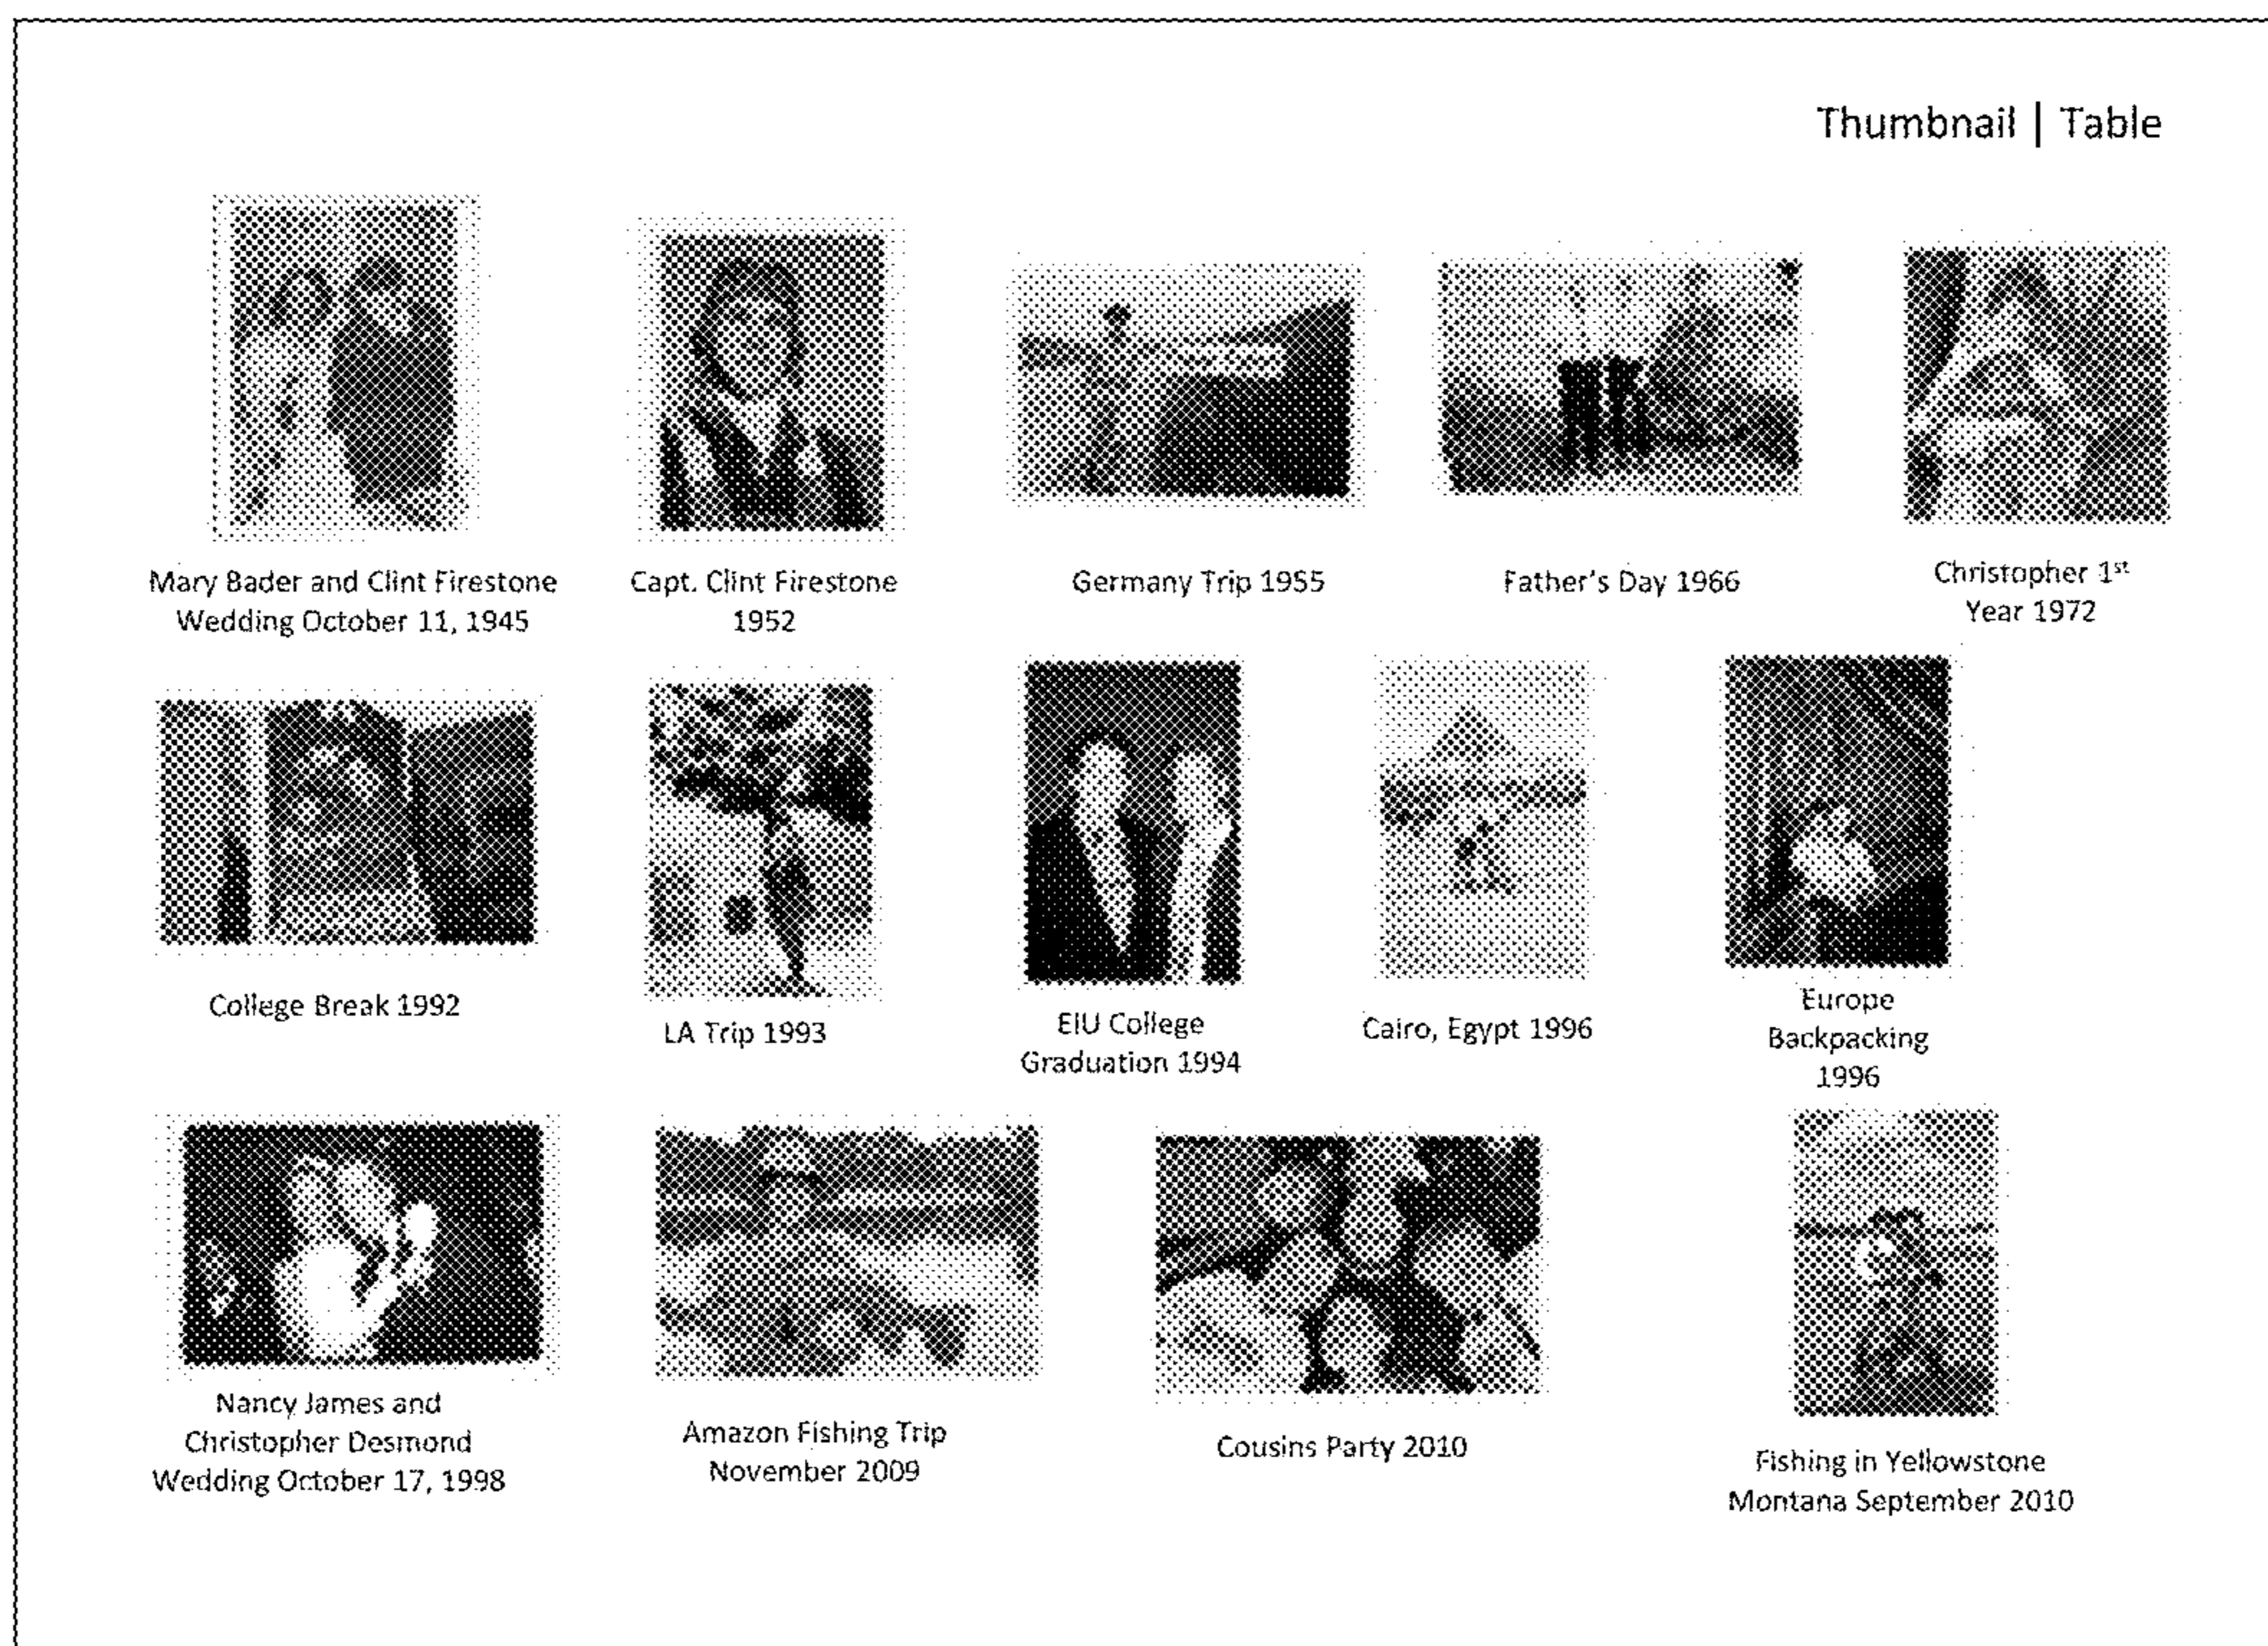 Thumbnail | Table
Mary Bader and Clint Firestone
Wedding October 11, 1945
Capt. Clint Firestone
1952
Germany Trip 1955
Father's Day 1966
Christopher 1st
Year 1972
College Break 1992
LA Trip 1993
EIU College
Graduation 1994
Cairo, Egypt 1996
Europe
Backpacking
1996
Nancy James and
Christopher Desmond
Wedding October 17, 1998
Amazon Fishing Trip
November 2009
Cousins Party 2010
Fishing in Yellowstone
Montana September 2010